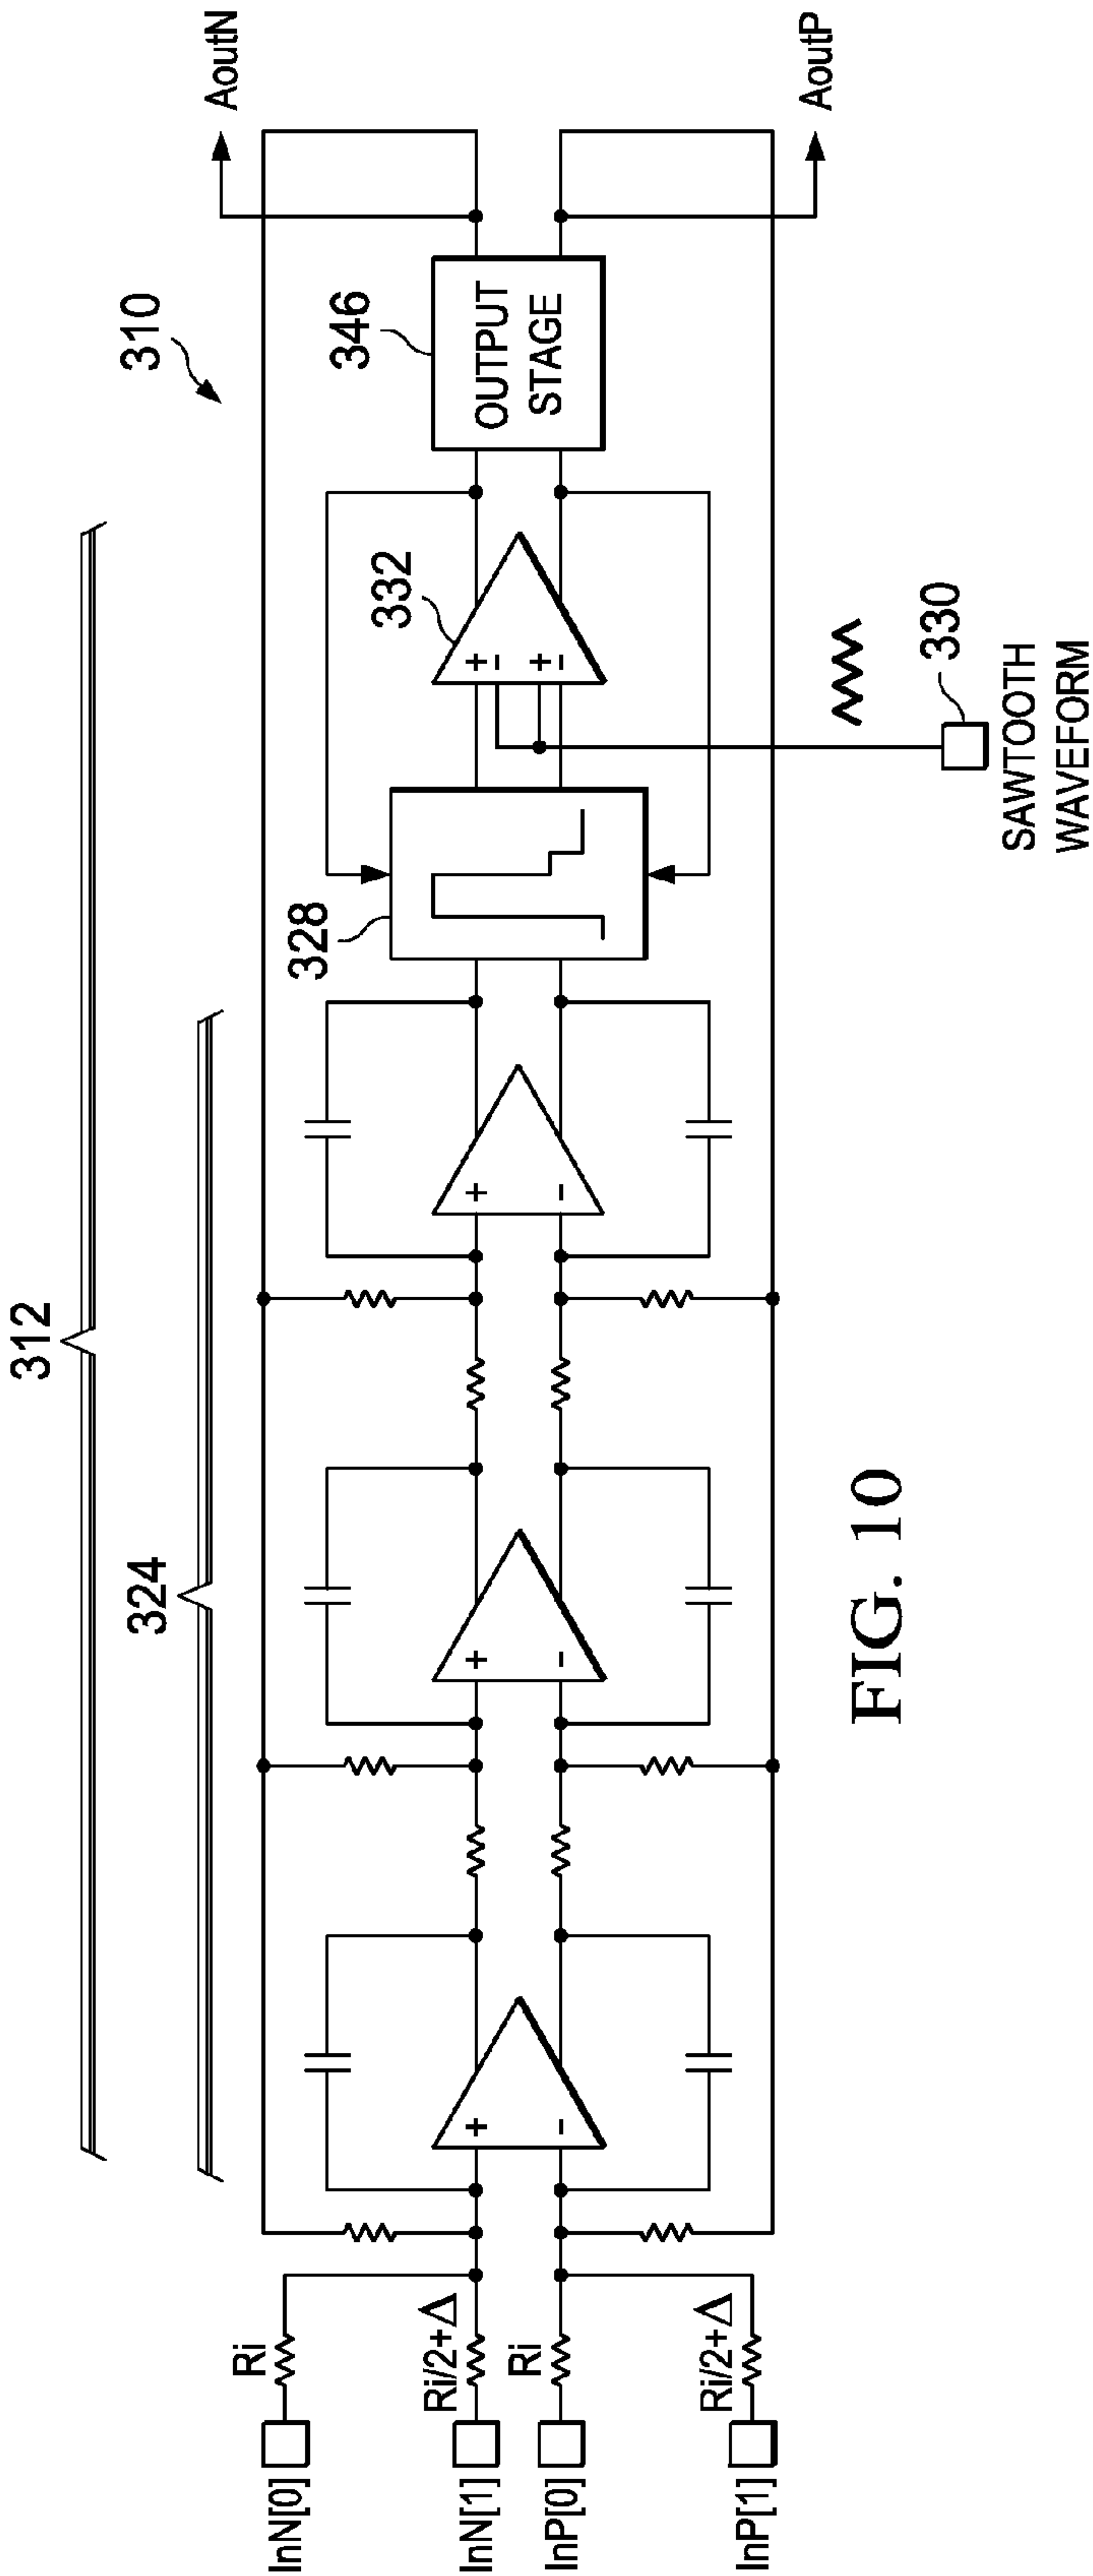 312
310
324
AoutN
346
332
328
OUTPUT
STAGE
+
−
+
−
+
−
+
−
+
−
Ri
InN[0]
Ri/2+Δ
InN[1]
Ri
InP[0]
Ri/2+Δ
InP[1]
AoutP
330
SAWTOOTH
WAVEFORM
FIG. 10